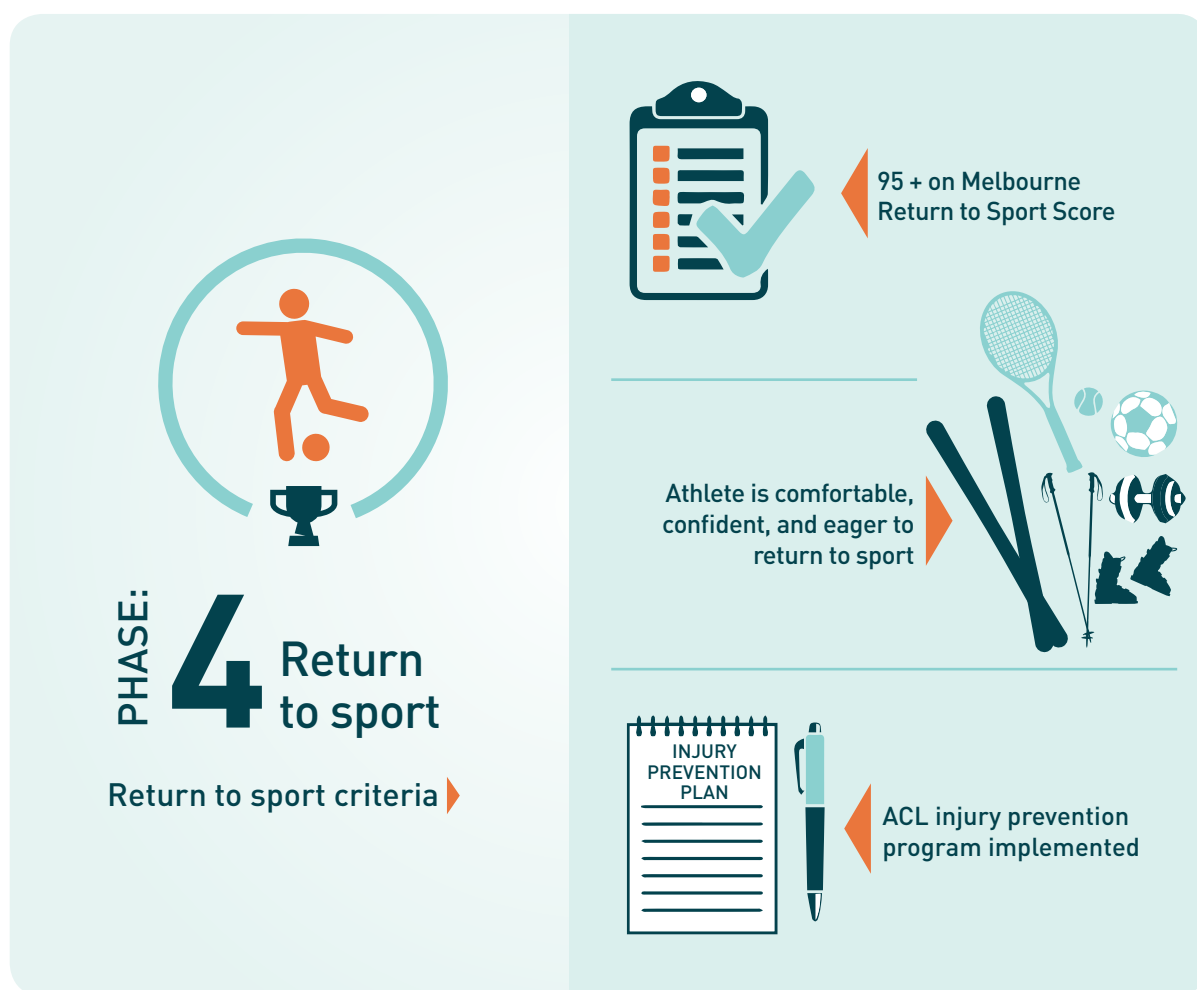 PHASE:
4
Return
to sport
Return to sport criteria
95 + on Melbourne
Return to Sport Score
Athlete is comfortable,
confident, and eager to
return to sport
INJURY
PREVENTION
PLAN
ACL injury prevention
program implemented